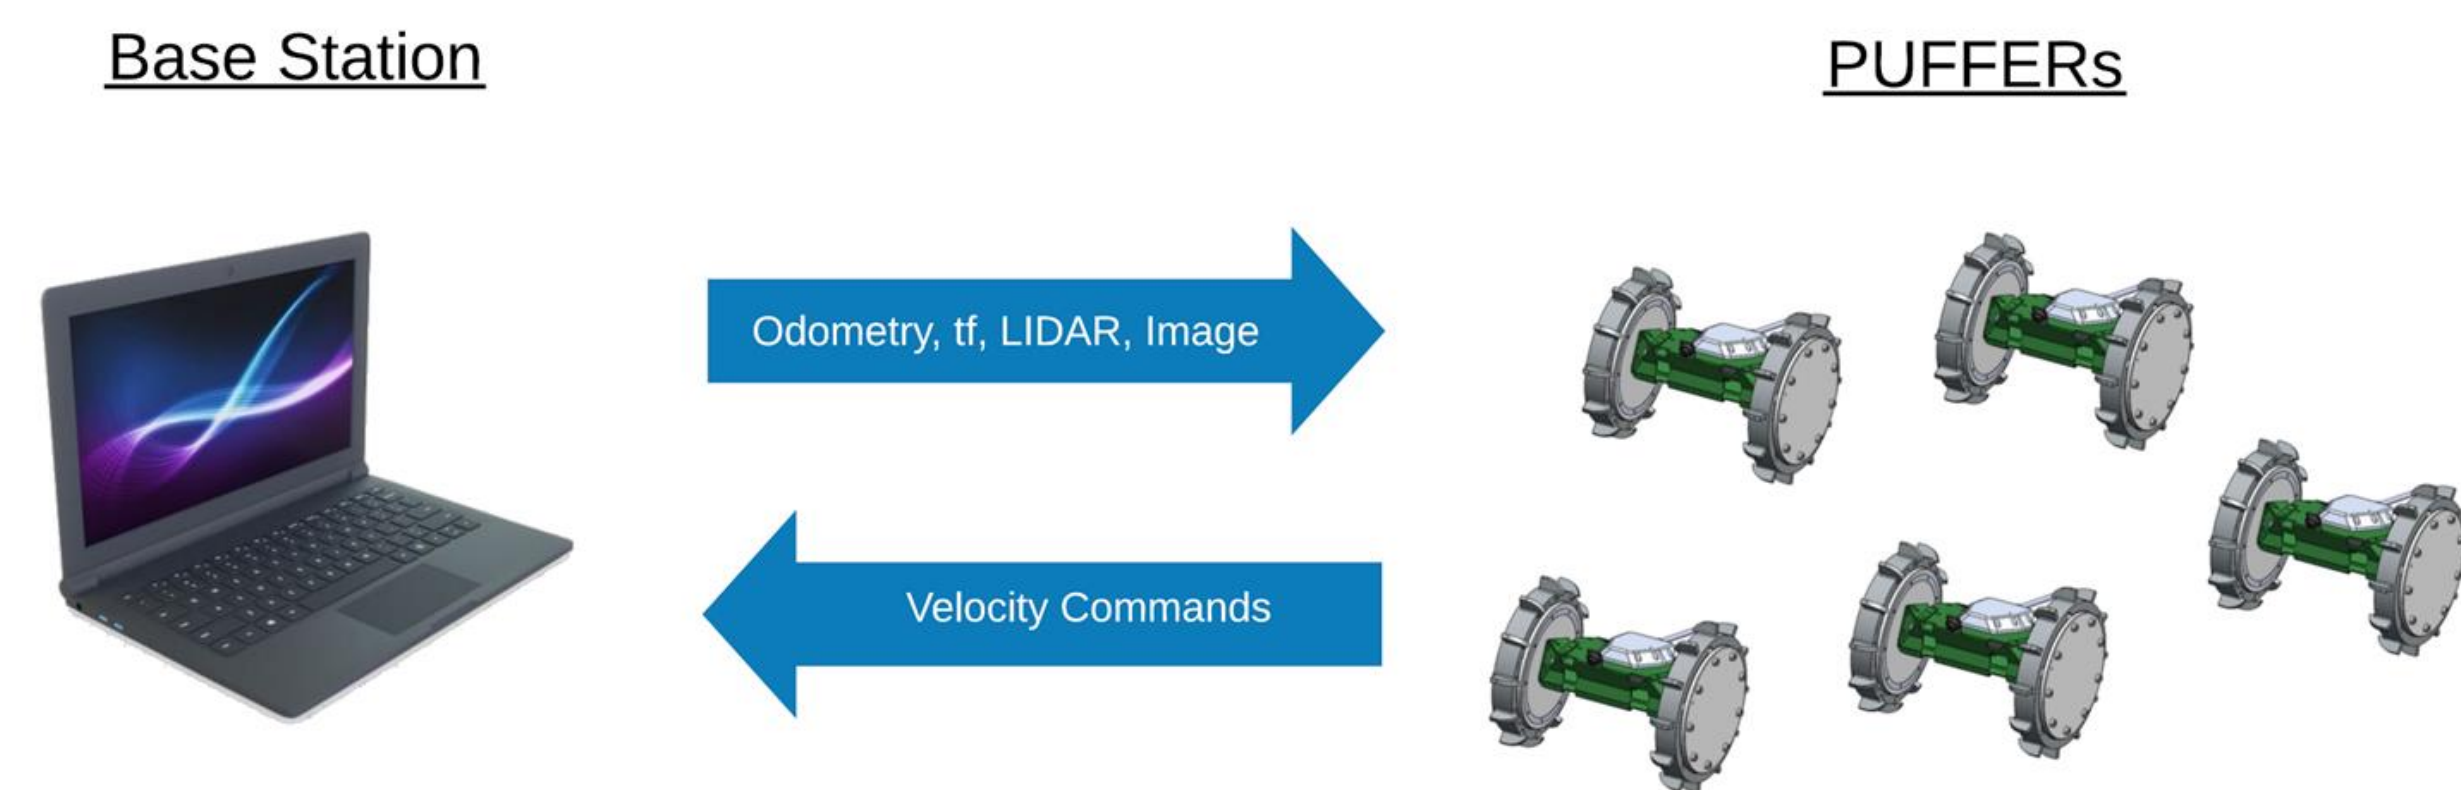 Base Station
PUFFERs
Odometry, tf, LIDAR, Image
Velocity Commands